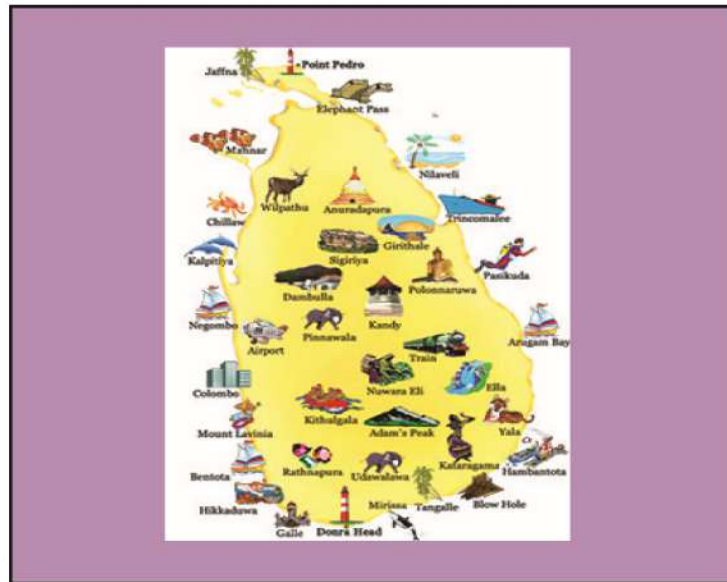 Point Pedro
Jaffna
Elephant Pass
Mannar
Nilaveli
Wilpathu
Anuradapura
Trincomalee
Chillaw
Girithale
Sigiriya
Kalpitiya
Pasikuda
Dambulla
Polonnaruwa
Negombo
Pinnawala
Kandy
Arugam Bay
Airport
Train
Nuwara Eli
Ella
Colombo
Kithulgala
Mount Lavinia
Adam's Peak
Yala
Kataragama
Hambantota
Bentota
Rathnapura
Udawalawa
Hikkaduwa
Mirissa
Tangalle
Blow Hole
Galle
Donra Head